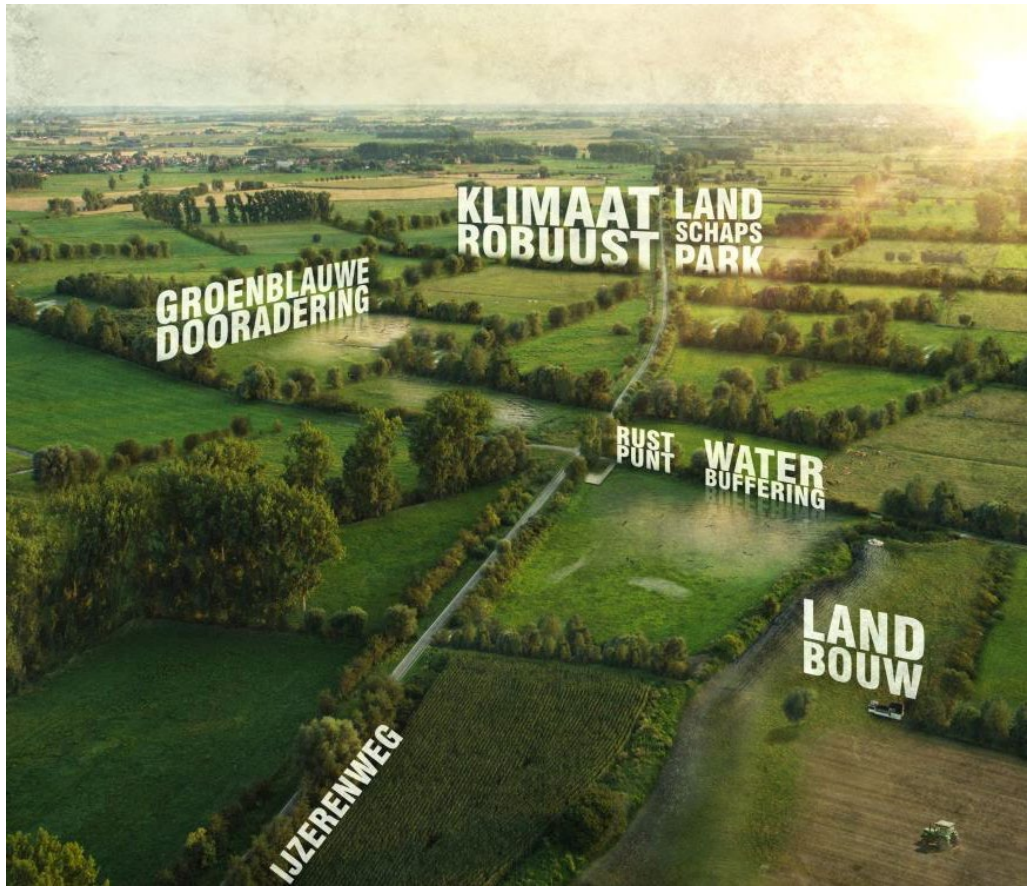 KLIMAAT
ROBUUST
LAND
SCHAPS
PARK
GROENBLAUWE
DOORADERING
RUST
PUNT
WATER
BUFFERING
LAND
BOUW
IJZERENWEG